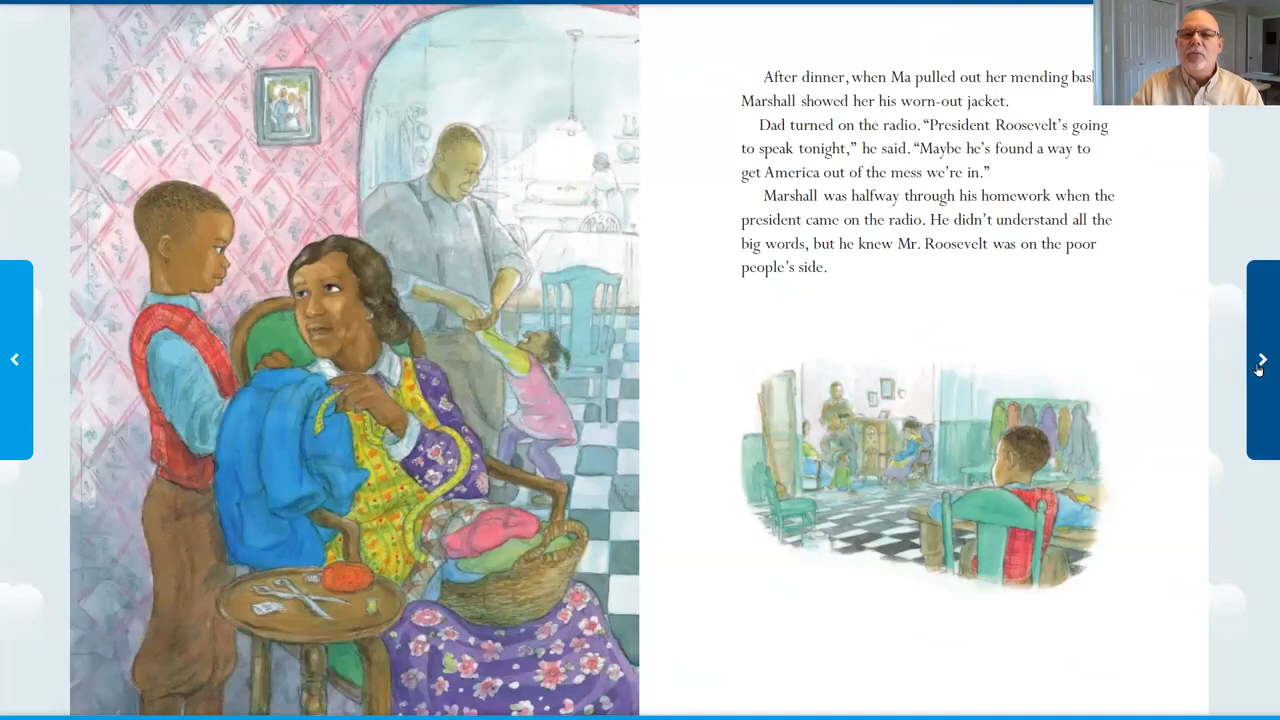 After dinner, when Ma pulled out her mending
Marshall showed her his worn-out jacket.
Dad turned on the radio. “President Roosevelt’s going
to speak tonight,” he said. “Maybe he’s found a way to
get America out of the mess we’re in.”
Marshall was halfway through his homework when the
president came on the radio. He didn’t understand all the
big words, but he knew Mr. Roosevelt was on the poor
people’s side.